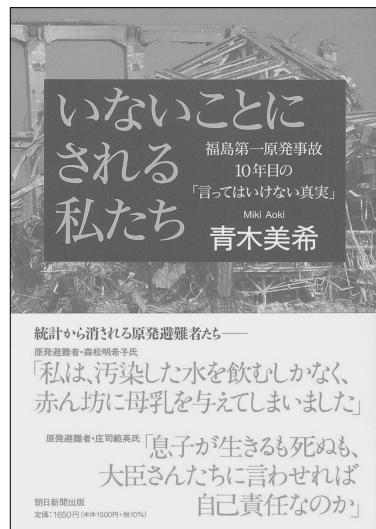 いないことに
される
私たち
福島第一原発事故
10年目の
「言ってはいけない真実」
Miki Aoki
青木美希
統計から消される原発避難者たち――
原発避難者・森松明希子氏
「私は、汚染した水を飲むしかなく、
赤ん坊に母乳を与えてしまいました」
原発避難者・庄司範英氏
「息子が生きるも死ぬも、
大臣さんたちに言わせれば
自己責任なのか」
朝日新聞出版
定価:1650円(本体1500円+税10%)